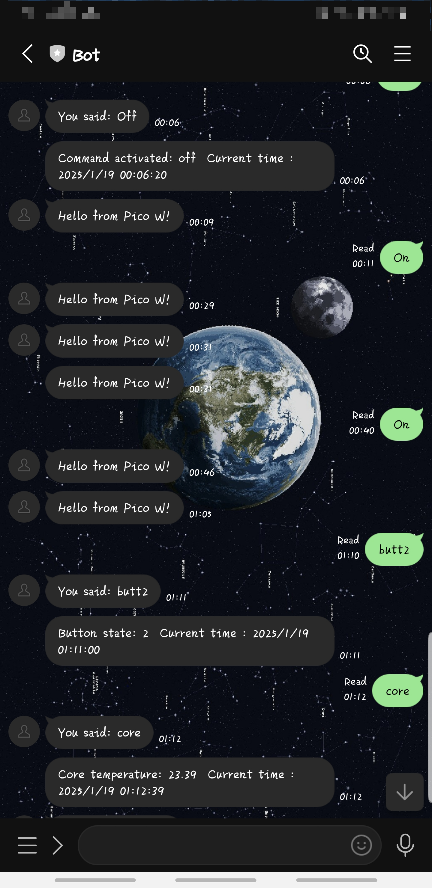 Bot
You said: Off
00:06
Command activated: off Current time :
2025/1/19 00:06:20
00:06
Hello from Pico W!
00:09
Read
00:11
On
Hello from Pico W!
00:29
Hello from Pico W!
00:31
Hello from Pico W!
00:31
Read
00:40
On
Hello from Pico W!
00:46
Hello from Pico W!
01:05
Read
01:10
butt2
You said: butt2
01:11
Button state: 2 Current time : 2025/1/19
01:11:00
01:11
Read
01:12
core
You said: core
01:12
Core temperature: 23.39 Current time :
2025/1/19 01:12:39
01:12